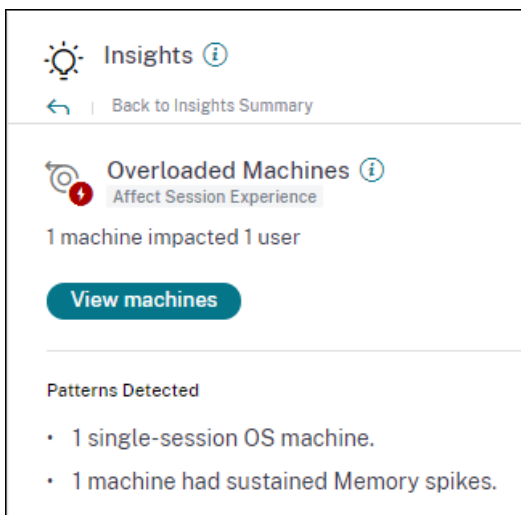 Insights
Back to Insights Summary
Overloaded Machines
Affect Session Experience
1 machine impacted 1 user
View machines
Patterns Detected
• 1 single-session OS machine.
• 1 machine had sustained Memory spikes.